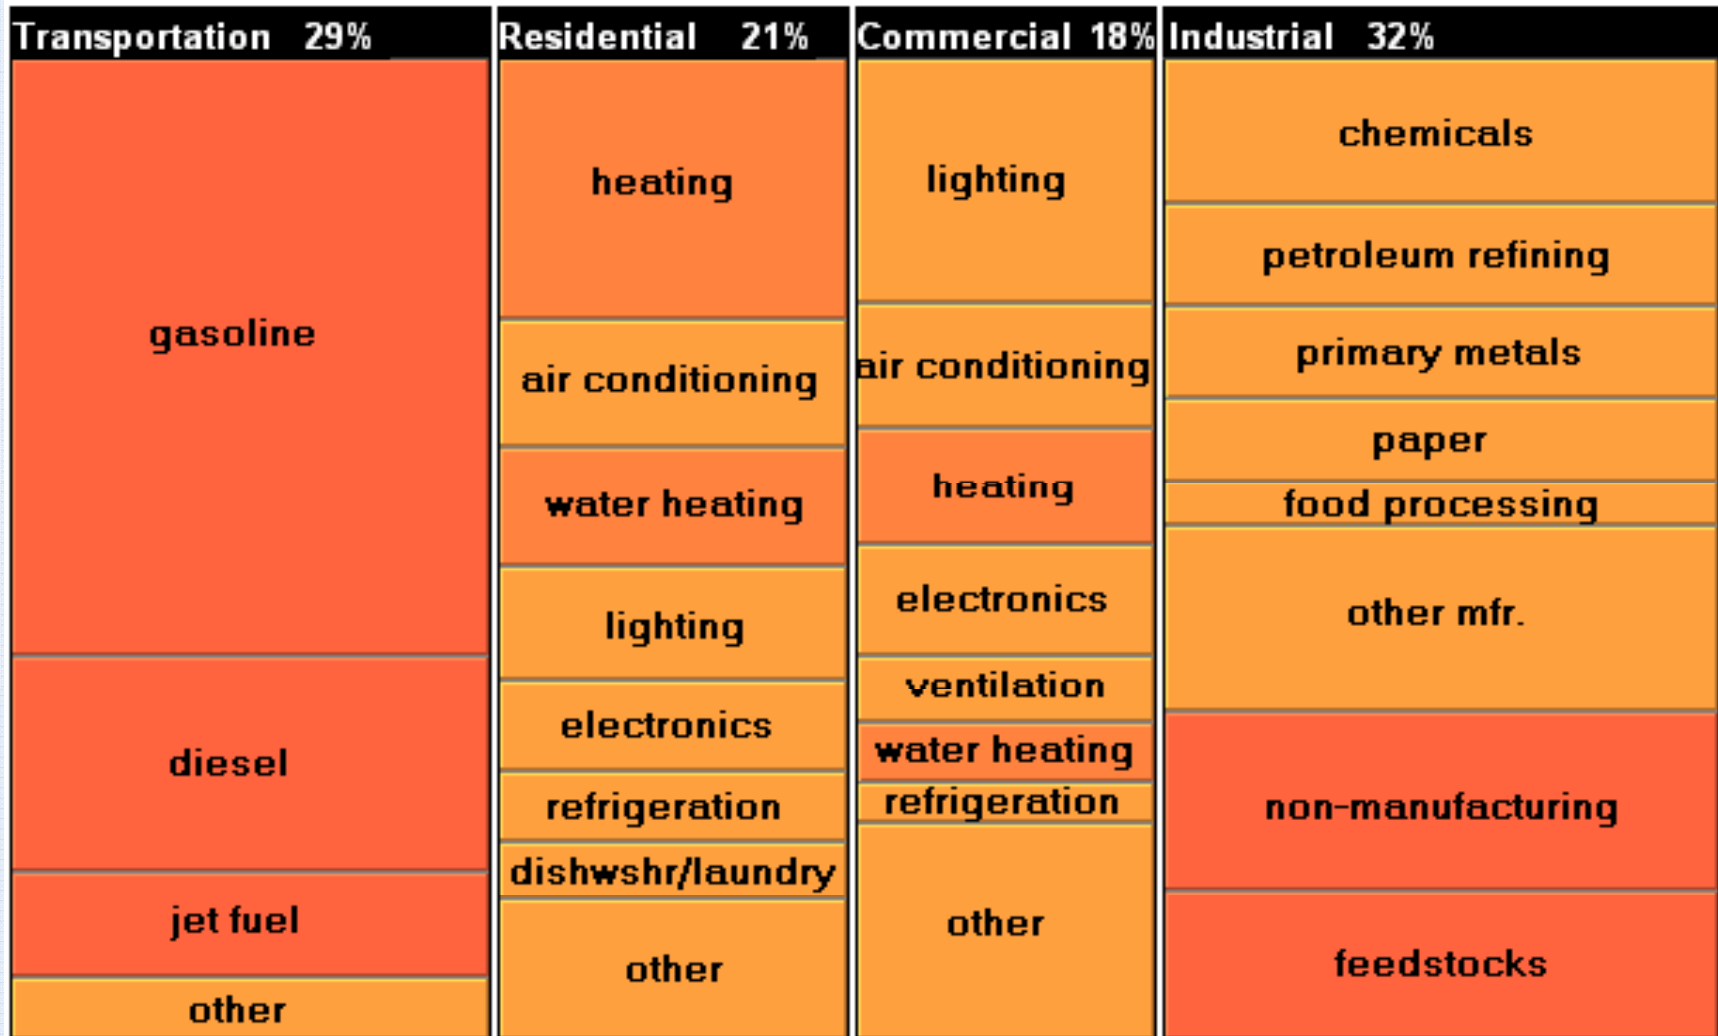 Transportation 29%
gasoline
diesel
jet fuel
other
Residential 21%
heating
air conditioning
water heating
lighting
electronics
refrigeration
dishwshr/laundry
other
Commercial 18%
lighting
air conditioning
heating
electronics
ventilation
water heating
refrigeration
other
Industrial 32%
chemicals
petroleum refining
primary metals
paper
food processing
other mfr.
non-manufacturing
feedstocks